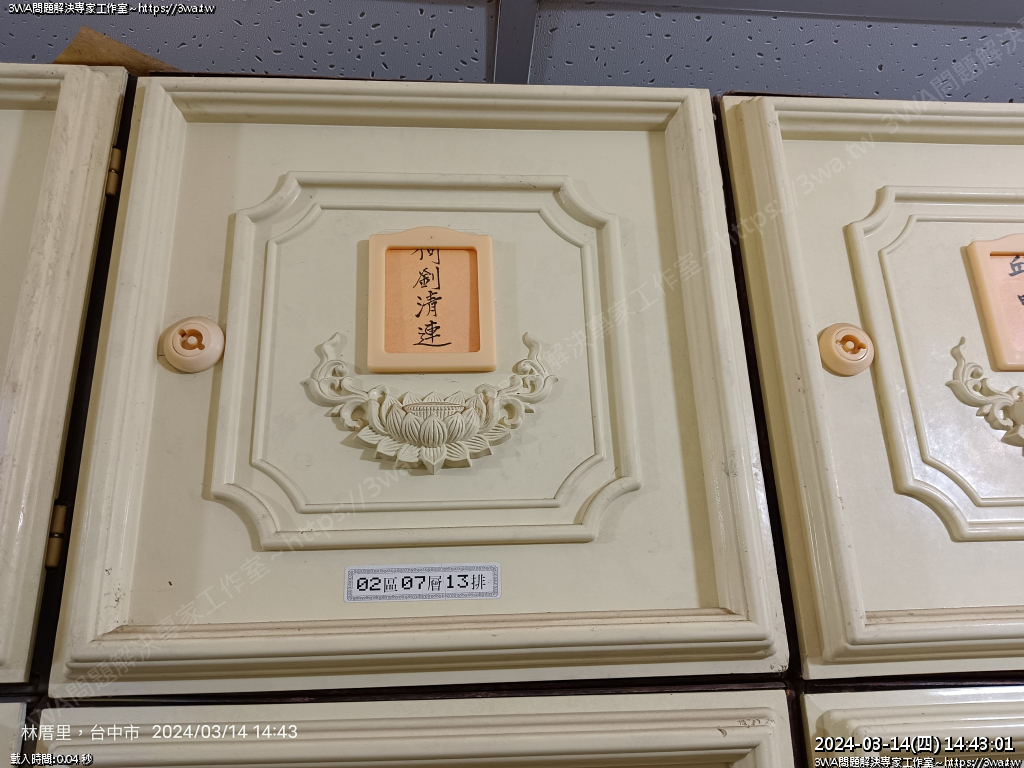 3WA問題解決專家工作室~https://3wa.tw
何劉清連
02區07層13排
林厝里，台中市 2024/03/14 14:43
載入時間:0.04 秒
2024-03-14(四) 14:43:01
3WA問題解決專家工作室~https://3wa.tw